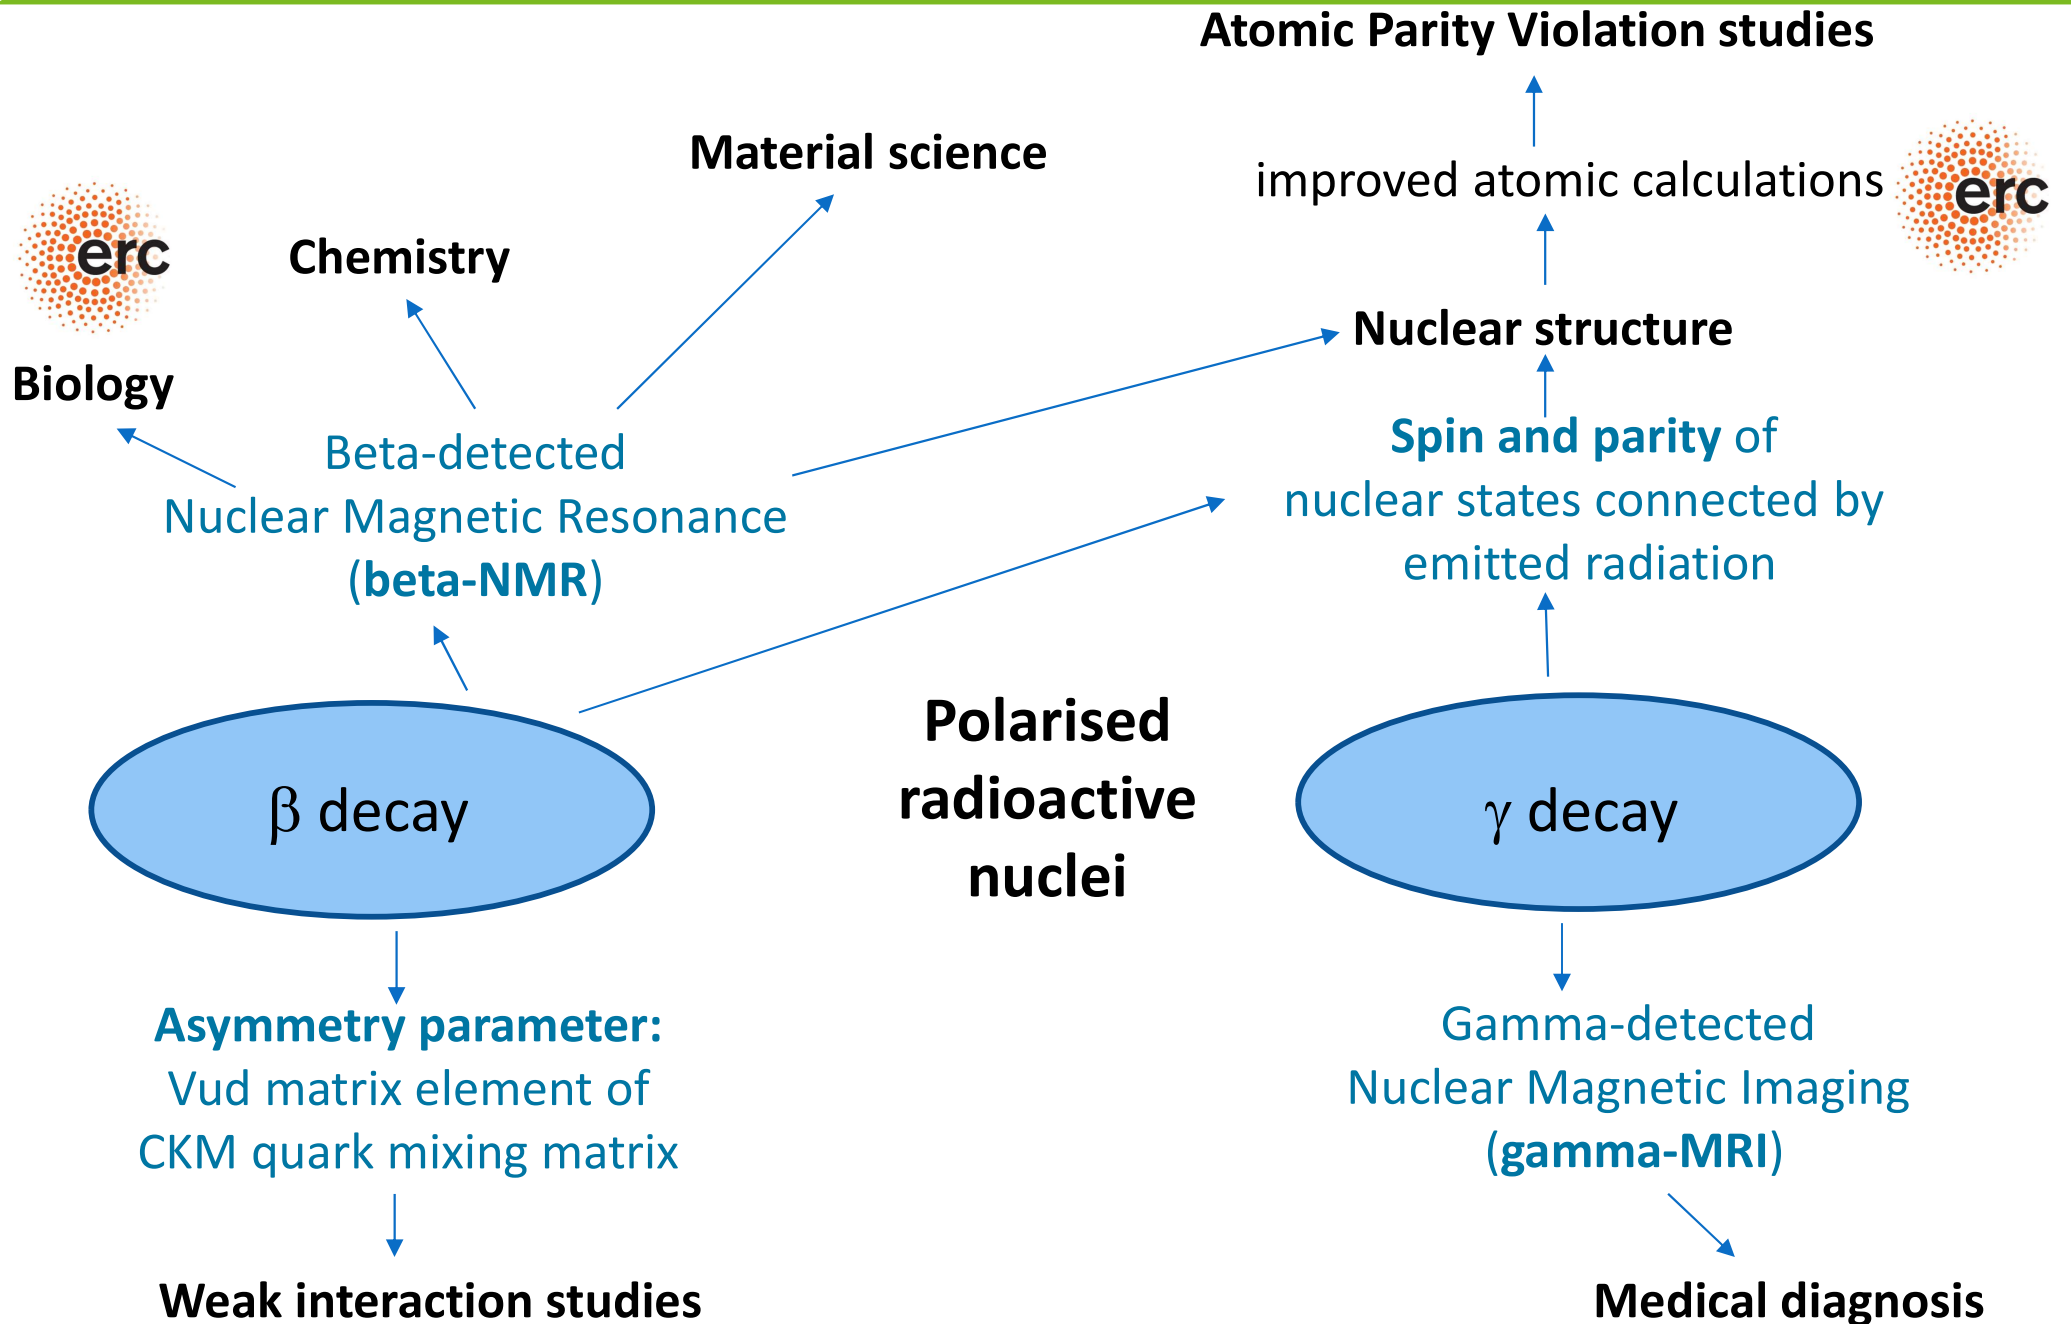 Atomic Parity Violation studies
Material science
improved atomic calculations
erc
erc
Chemistry
Nuclear structure
Biology
Beta-detected
Nuclear Magnetic Resonance
(beta-NMR)
Spin and parity of
nuclear states connected by
emitted radiation
Polarised
radioactive
nuclei
β decay
γ decay
Asymmetry parameter:
Vud matrix element of
CKM quark mixing matrix
Gamma-detected
Nuclear Magnetic Imaging
(gamma-MRI)
Weak interaction studies
Medical diagnosis